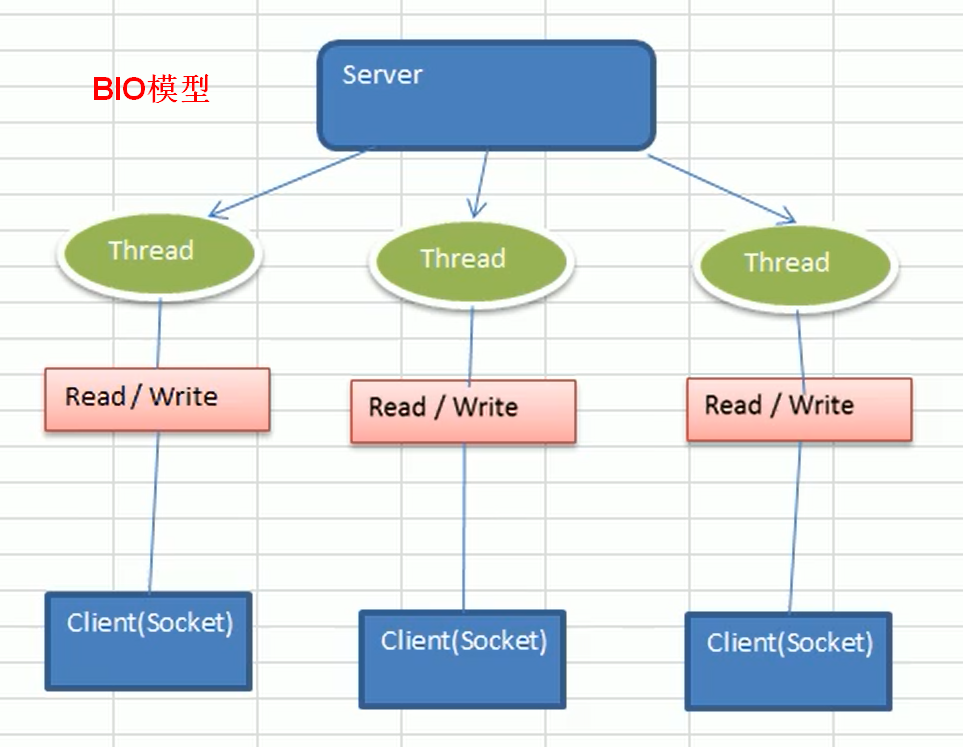 BIO模型
Server
Thread
Thread
Thread
Read / Write
Read / Write
Read / Write
Client(Socket)
Client(Socket)
Client(Socket)